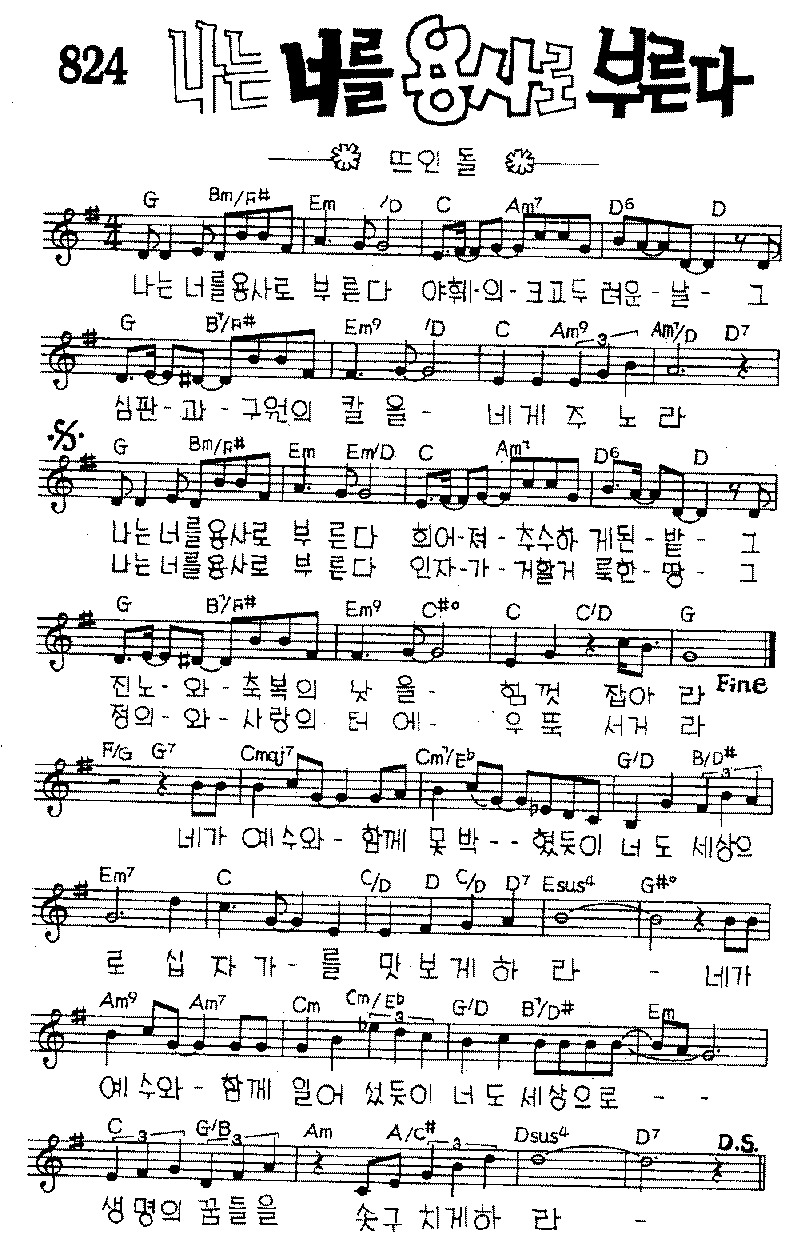 824 나는 너를 용사로 부른다
뜨인 돌
G Bm/F# Em /D C Am7 D6 D
나는 너를용사로 부 른다 야훼-의-크고두 려운-날- 그
G B7/F# Em9 /D C Am9 3 Am7/D D7
심판-과-구원의 칼 을- 네게 주 노 라
G Bm/F# Em Em/D C Am7 D6 D
나는너를용사로 부 른다 희어-져-추수하 게된-밭- 그
나는너를용사로 부 른다 인자-가-거할거 룩한-땅- 그
G B7/F# Em9 C#° C C/D G
진노-와-축복의 낫 을- 힘껏 잡아 라 Fine
정의-와-사랑의 터 에- 우뚝 서거 라
F/G G7 Cmaj7 Cm7/Eb G/D B/D# 3
네가 예수와- 함께 못 박--혔듯이 너 도 세상으
Em7 C C/D D C/D D7 Esus4 G#°
로 십 자 가- 를 맛 보 게 하 라 - 네가
Am9 Am7 Cm Cm/Eb 3 G/D B7/D# Em
예 수와- 함께 일어 섰듯이 너 도 세상으로 - -
C 3 G/B 3 Am A/C# 3 Dsus4 D7 D.S.
생 명의 꿈들을 솟구 치게하 라 -